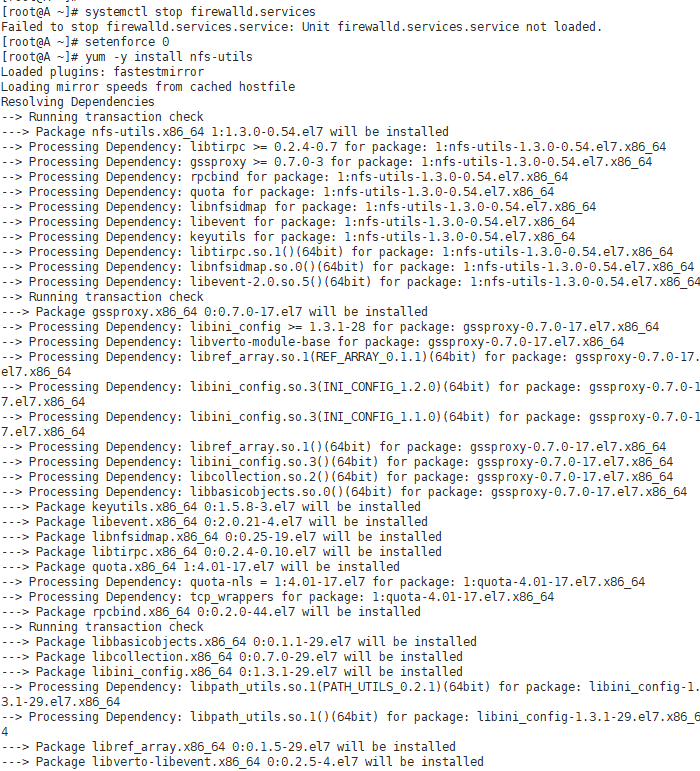 [root@A ~]# systemctl stop firewalld.services
Failed to stop firewalld.services.service: Unit firewalld.services.service not loaded.
[root@A ~]# setenforce 0
[root@A ~]# yum -y install nfs-utils
Loaded plugins: fastestmirror
Loading mirror speeds from cached hostfile
Resolving Dependencies
--> Running transaction check
---> Package nfs-utils.x86_64 1:1.3.0-0.54.el7 will be installed
--> Processing Dependency: libtirpc >= 0.2.4-0.7 for package: 1:nfs-utils-1.3.0-0.54.el7.x86_64
--> Processing Dependency: gssproxy >= 0.7.0-3 for package: 1:nfs-utils-1.3.0-0.54.el7.x86_64
--> Processing Dependency: rpcbind for package: 1:nfs-utils-1.3.0-0.54.el7.x86_64
--> Processing Dependency: quota for package: 1:nfs-utils-1.3.0-0.54.el7.x86_64
--> Processing Dependency: libnfsidmap for package: 1:nfs-utils-1.3.0-0.54.el7.x86_64
--> Processing Dependency: libevent for package: 1:nfs-utils-1.3.0-0.54.el7.x86_64
--> Processing Dependency: keyutils for package: 1:nfs-utils-1.3.0-0.54.el7.x86_64
--> Processing Dependency: libtirpc.so.1()(64bit) for package: 1:nfs-utils-1.3.0-0.54.el7.x86_64
--> Processing Dependency: libnfsidmap.so.0()(64bit) for package: 1:nfs-utils-1.3.0-0.54.el7.x86_64
--> Processing Dependency: libevent-2.0.so.5()(64bit) for package: 1:nfs-utils-1.3.0-0.54.el7.x86_64
--> Running transaction check
---> Package gssproxy.x86_64 0:0.7.0-17.el7 will be installed
--> Processing Dependency: libini_config >= 1.3.1-28 for package: gssproxy-0.7.0-17.el7.x86_64
--> Processing Dependency: libverto-module-base for package: gssproxy-0.7.0-17.el7.x86_64
--> Processing Dependency: libref_array.so.1(REF_ARRAY_0.1.1)(64bit) for package: gssproxy-0.7.0-17.
el7.x86_64
--> Processing Dependency: libini_config.so.3(INI_CONFIG_1.2.0)(64bit) for package: gssproxy-0.7.0-1
7.el7.x86_64
--> Processing Dependency: libini_config.so.3(INI_CONFIG_1.1.0)(64bit) for package: gssproxy-0.7.0-1
7.el7.x86_64
--> Processing Dependency: libref_array.so.1()(64bit) for package: gssproxy-0.7.0-17.el7.x86_64
--> Processing Dependency: libini_config.so.3()(64bit) for package: gssproxy-0.7.0-17.el7.x86_64
--> Processing Dependency: libcollection.so.2()(64bit) for package: gssproxy-0.7.0-17.el7.x86_64
--> Processing Dependency: libbasicobjects.so.0()(64bit) for package: gssproxy-0.7.0-17.el7.x86_64
---> Package keyutils.x86_64 0:1.5.8-3.el7 will be installed
---> Package libevent.x86_64 0:2.0.21-4.el7 will be installed
---> Package libnfsidmap.x86_64 0:0.25-19.el7 will be installed
---> Package libtirpc.x86_64 0:0.2.4-0.10.el7 will be installed
---> Package quota.x86_64 1:4.01-17.el7 will be installed
--> Processing Dependency: quota-nls = 1:4.01-17.el7 for package: 1:quota-4.01-17.el7.x86_64
--> Processing Dependency: tcp_wrappers for package: 1:quota-4.01-17.el7.x86_64
---> Package rpcbind.x86_64 0:0.2.0-44.el7 will be installed
--> Running transaction check
---> Package libbasicobjects.x86_64 0:0.1.1-29.el7 will be installed
---> Package libcollection.x86_64 0:0.7.0-29.el7 will be installed
---> Package libini_config.x86_64 0:1.3.1-29.el7 will be installed
--> Processing Dependency: libpath_utils.so.1(PATH_UTILS_0.2.1)(64bit) for package: libini_config-1.
3.1-29.el7.x86_64
--> Processing Dependency: libpath_utils.so.1()(64bit) for package: libini_config-1.3.1-29.el7.x86_6
4
---> Package libref_array.x86_64 0:0.1.5-29.el7 will be installed
---> Package libverto-libevent.x86_64 0:0.2.5-4.el7 will be installed